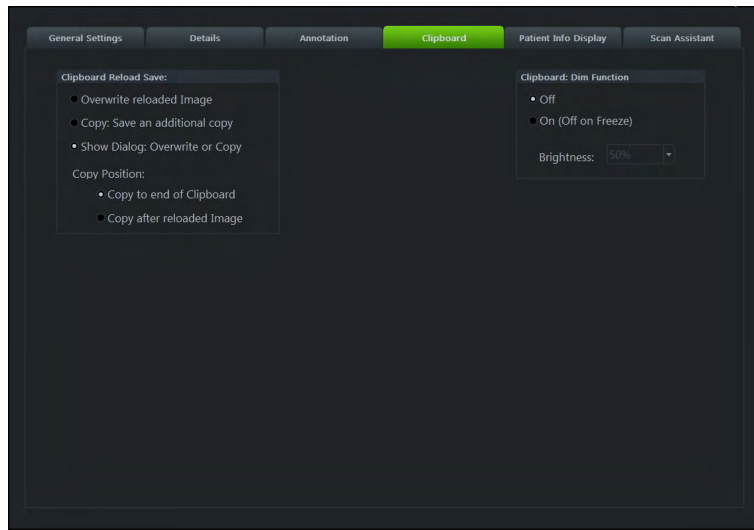 General Settings Details Annotation Clipboard Patient Info Display Scan Assistant
Clipboard Reload Save:
Overwrite reloaded Image
Copy: Save an additional copy
Show Dialog: Overwrite or Copy
Copy Position:
Copy to end of Clipboard
Copy after reloaded Image
Clipboard: Dim Function
Off
On (Off on Freeze)
Brightness: 50%